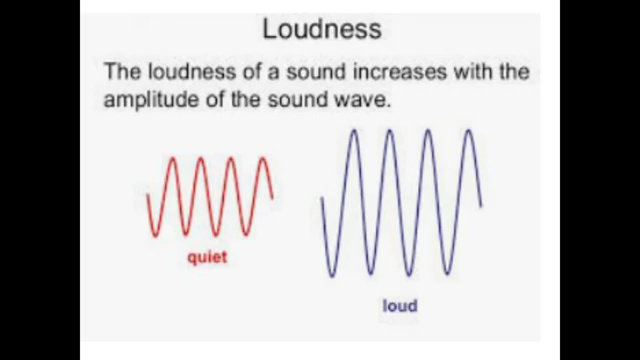 Loudness
The loudness of a sound increases with the
amplitude of the sound wave.
quiet
loud